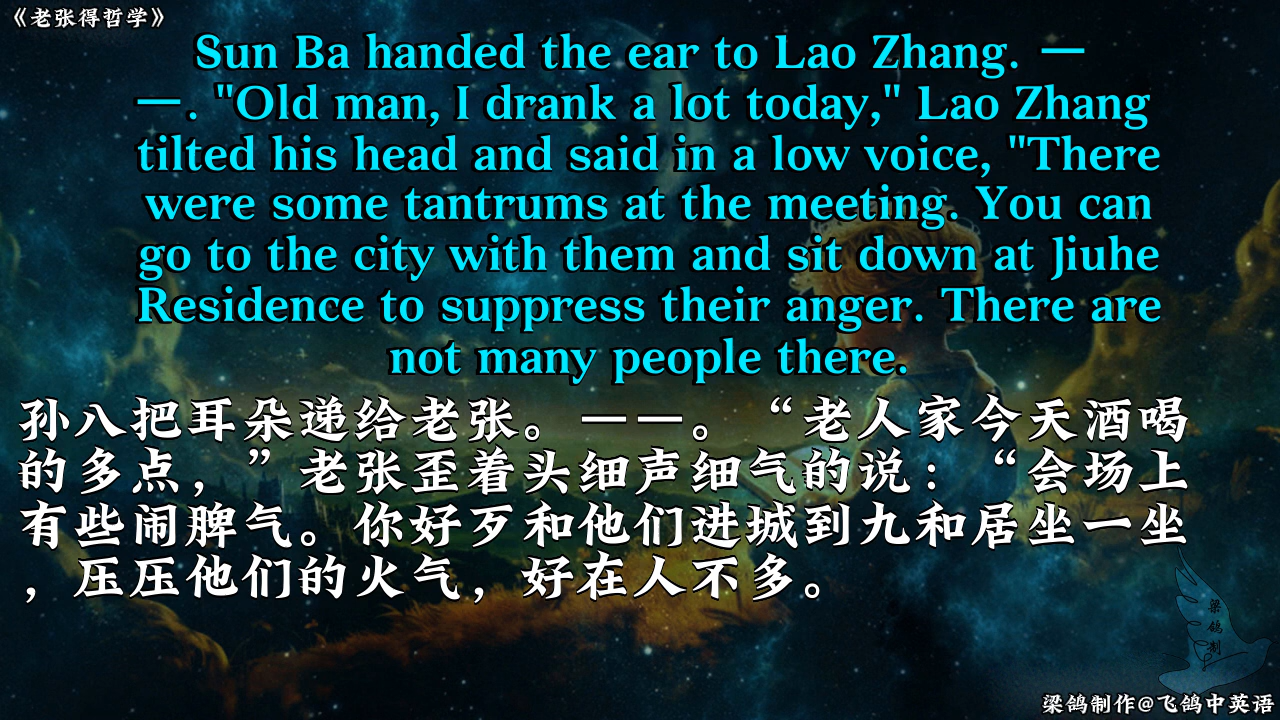 《老张得哲学》
Sun Ba handed the ear to Lao Zhang. —
—. "Old man, I drank a lot today," Lao Zhang
tilted his head and said in a low voice, "There
were some tantrums at the meeting. You can
go to the city with them and sit down at Jiuhe
Residence to suppress their anger. There are
not many people there.
孙八把耳朵递给老张。——。“老人家今天酒喝
的多点，”老张歪着头细声细气的说：“会场上
有些闹脾气。你好歹和他们进城到九和居坐一坐
，压压他们的火气，好在人不多。
梁鸽制
梁鸽制作@飞鸽中英语